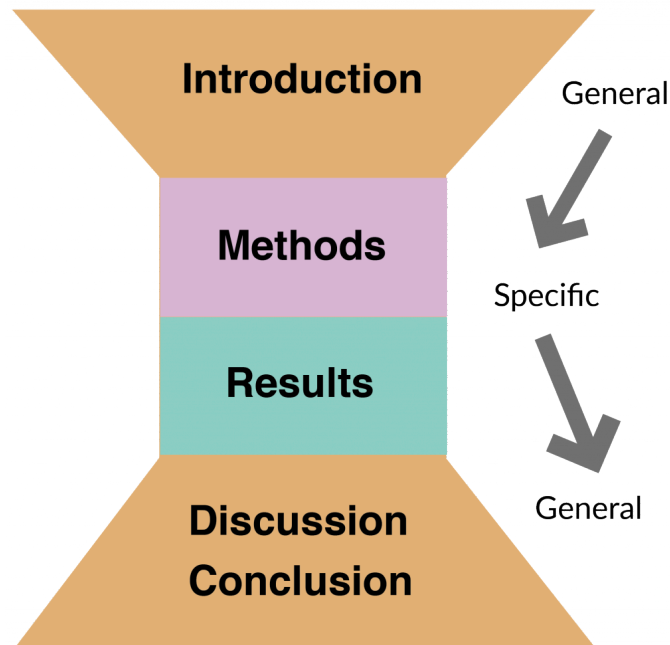 Introduction
General
Methods
Specific
Results
Discussion
Conclusion
General